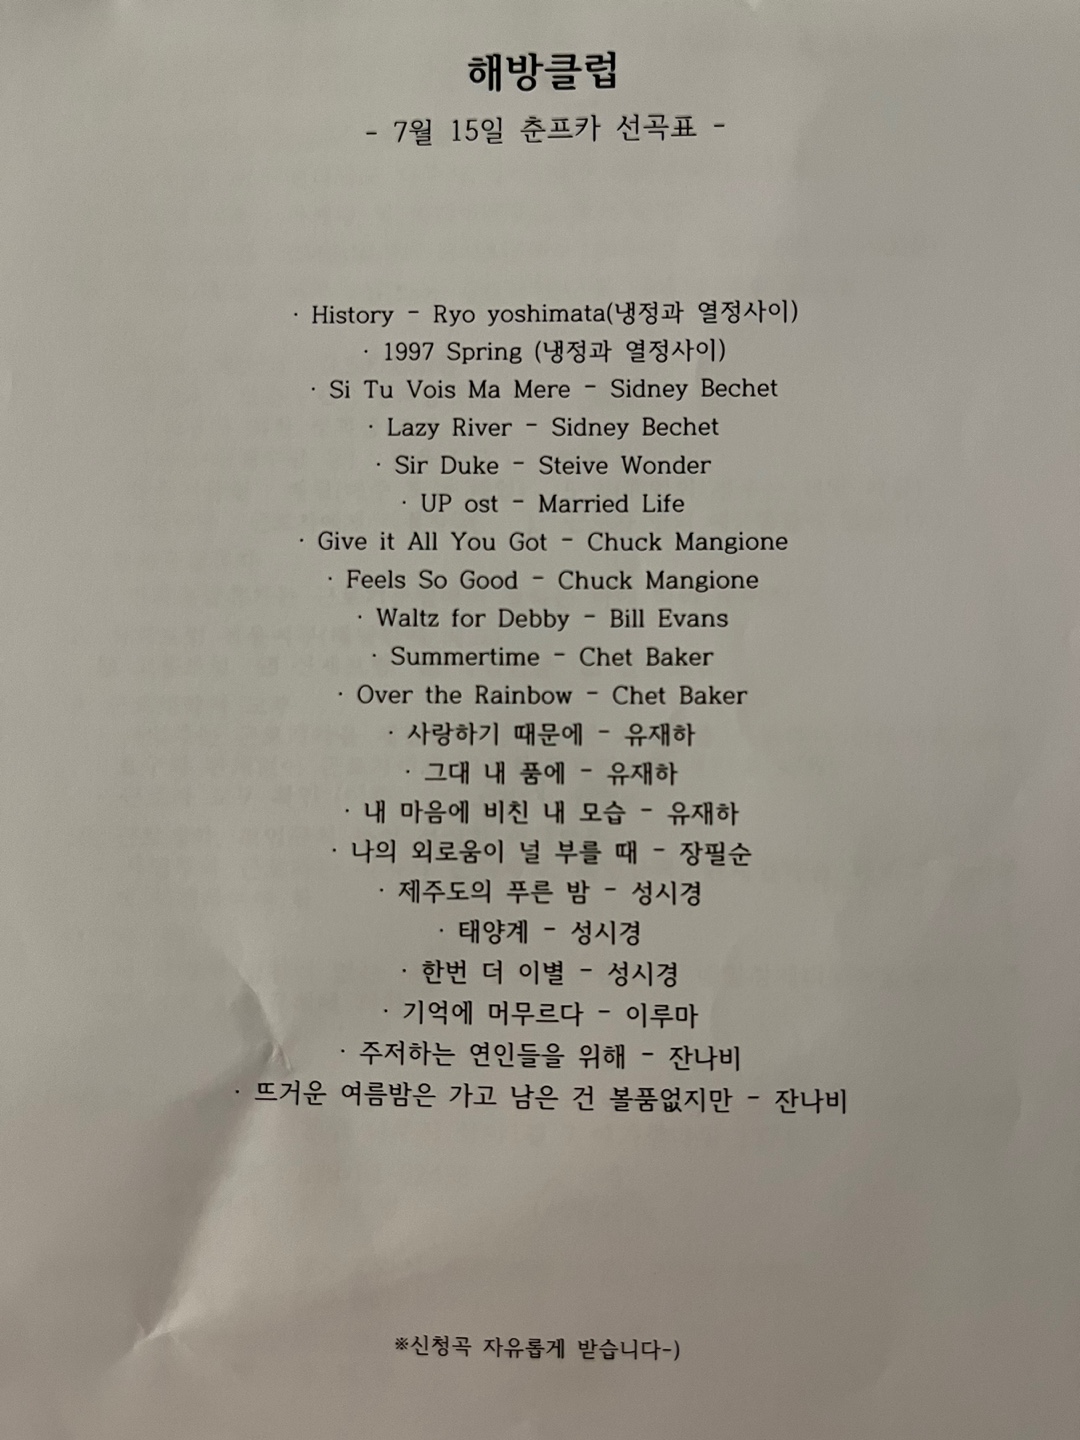 해방클럽
- 7월 15일 춘프카 선곡표 -
· History - Ryo yoshimata(냉정과 열정사이)
· 1997 Spring (냉정과 열정사이)
· Si Tu Vois Ma Mere - Sidney Bechet
· Lazy River - Sidney Bechet
· Sir Duke - Steive Wonder
· UP ost - Married Life
· Give it All You Got - Chuck Mangione
· Feels So Good - Chuck Mangione
· Waltz for Debby - Bill Evans
· Summertime - Chet Baker
· Over the Rainbow - Chet Baker
· 사랑하기 때문에 - 유재하
· 그대 내 품에 - 유재하
· 내 마음에 비친 내 모습 - 유재하
· 나의 외로움이 널 부를 때 - 장필순
· 제주도의 푸른 밤 - 성시경
· 태양계 - 성시경
· 한번 더 이별 - 성시경
· 기억에 머무르다 - 이루마
· 주저하는 연인들을 위해 - 잔나비
· 뜨거운 여름밤은 가고 남은 건 볼품없지만 - 잔나비
※신청곡 자유롭게 받습니다-)